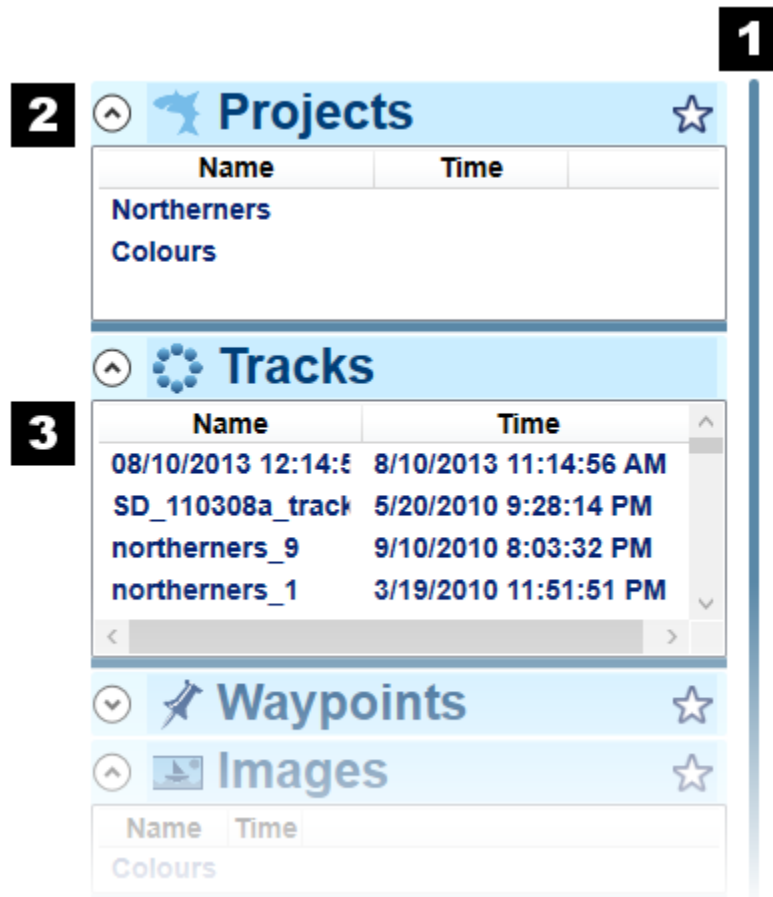 1
2 Projects
Name Time
Northerners
Colours
Tracks
3 Name Time
08/10/2013 12:14:5 8/10/2013 11:14:56 AM
SD_110308a_track 5/20/2010 9:28:14 PM
northerners_9 9/10/2010 8:03:32 PM
northerners_1 3/19/2010 11:51:51 PM
Waypoints
Images
Name Time
Colours